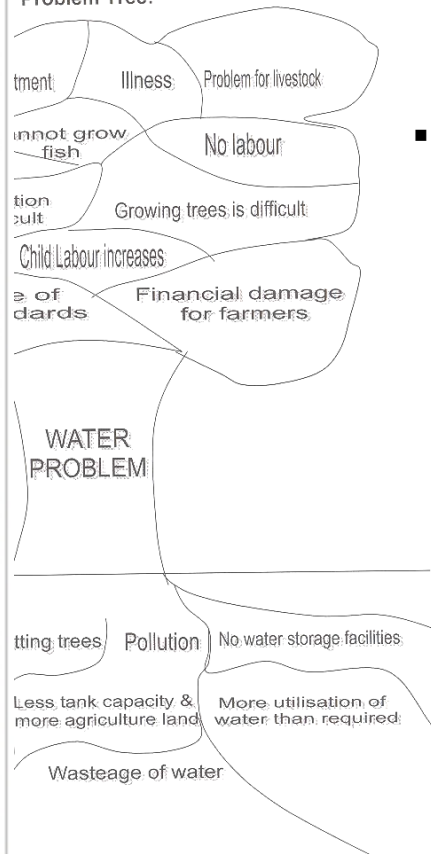 Problem Tree:
tment Illness Problem for livestock
annot grow
fish
No labour
tion
cult
Growing trees is difficult
Child Labour increases
e of
dards
Financial damage
for farmers
WATER
PROBLEM
tting trees Pollution No water storage facilities
Less tank capacity &
more agriculture land
More utilisation of
water than required
Wasteage of water